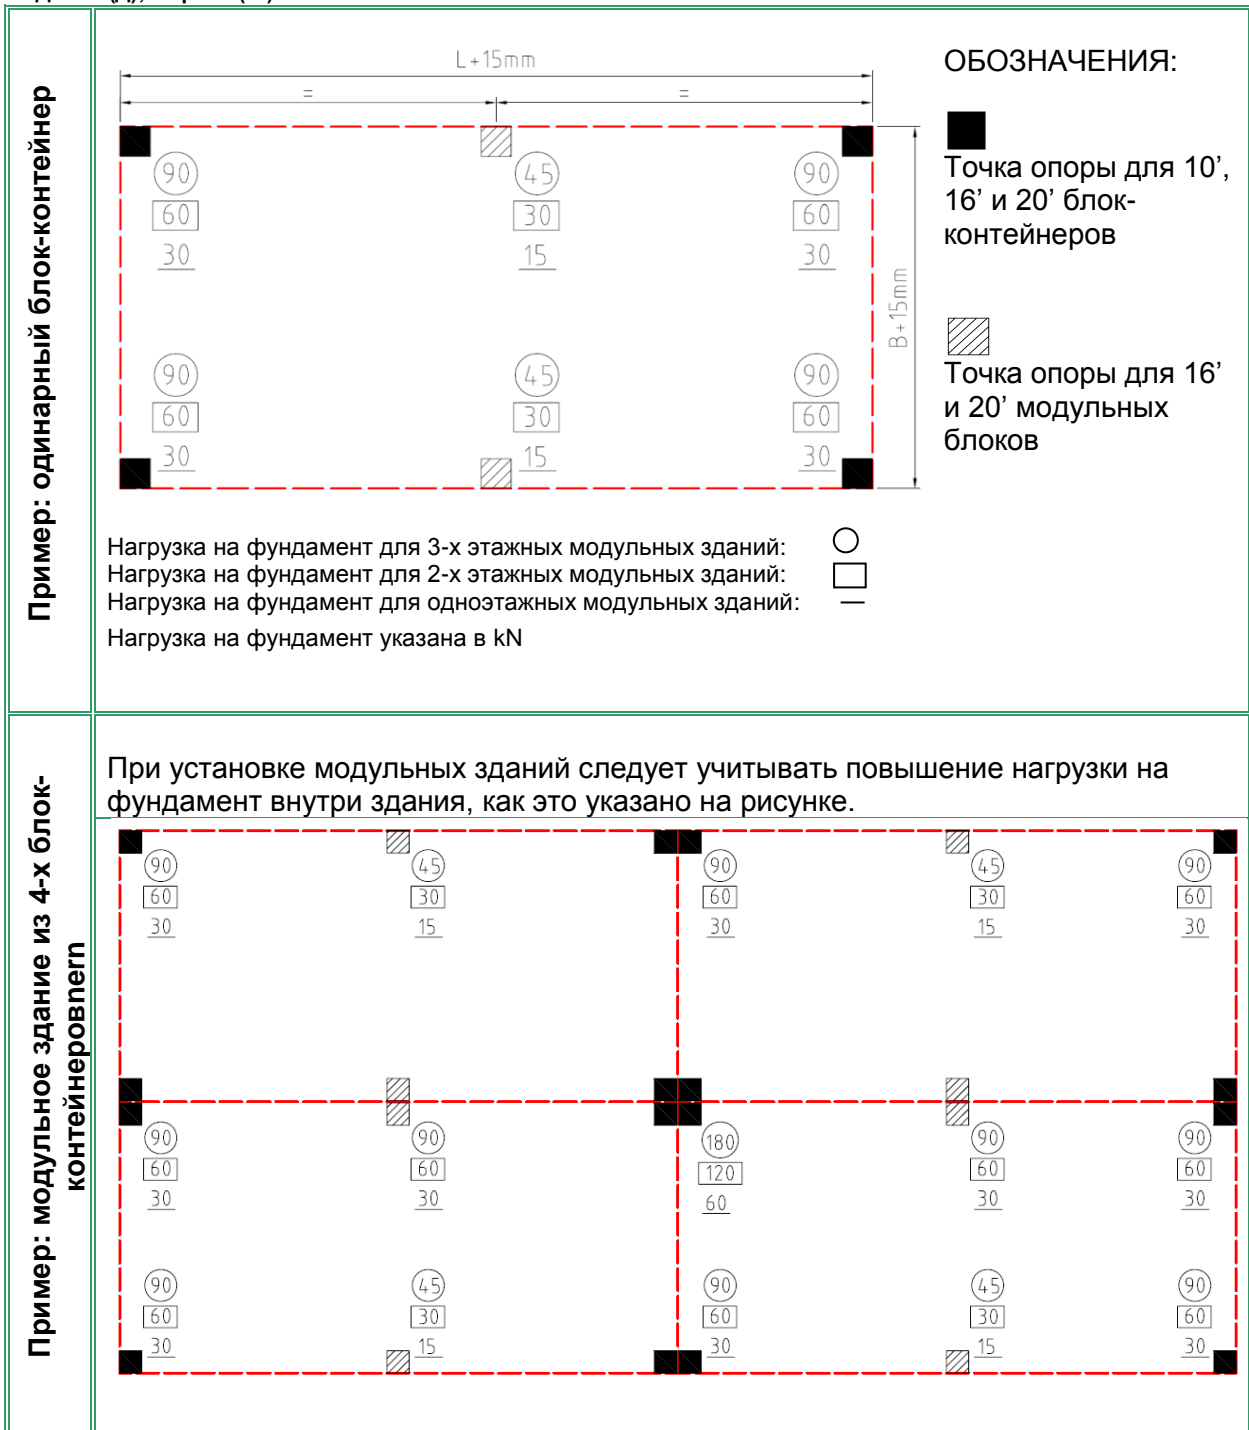 Пример: одинарный блок-контейнер
L+15mm
= =
90 45 90
60 30 60
30 15 30
B+15mm
90 45 90
60 30 60
30 15 30
ОБОЗНАЧЕНИЯ:
Точка опоры для 10’,
16’ и 20’ блок-
контейнеров
Точка опоры для 16’
и 20’ модульных
блоков
Нагрузка на фундамент для 3-х этажных модульных зданий:
Нагрузка на фундамент для 2-х этажных модульных зданий:
Нагрузка на фундамент для одноэтажных модульных зданий:
Нагрузка на фундамент указана в kN
Пример: модульное здание из 4-х блок-
контейнеровnern
При установке модульных зданий следует учитывать повышение нагрузки на
фундамент внутри здания, как это указано на рисунке.
90 45 90 45 90
60 30 60 30 60
30 15 30 15 30
90 90 180 90 90
60 60 120 60 60
30 30 60 30 30
90 45 90 45 90
60 30 60 30 60
30 15 30 15 30